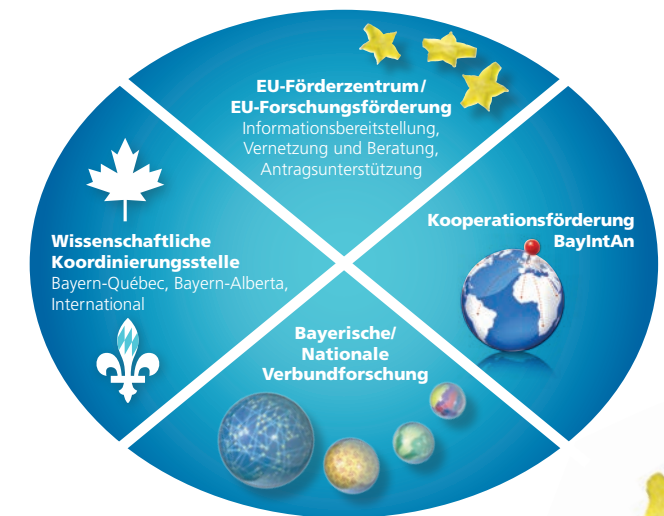 EU-Förderzentrum/
EU-Forschungsförderung
Informationsbereitstellung,
Vernetzung und Beratung,
Antragsunterstützung
Wissenschaftliche
Koordinierungsstelle
Bayern-Québec, Bayern-Alberta,
International
Kooperationsförderung
BayIntAn
Bayerische/
Nationale
Verbundforschung